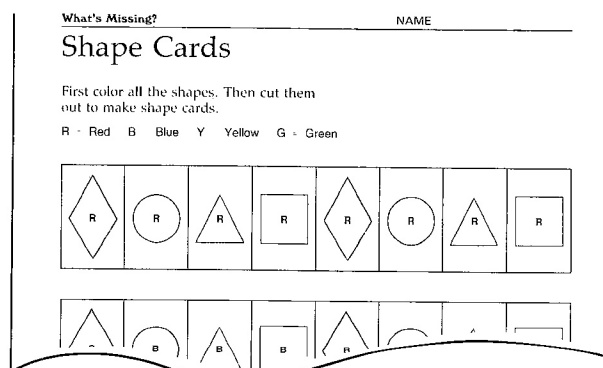 What's Missing? NAME
Shape Cards
First color all the shapes. Then cut them
out to make shape cards.
R - Red B Blue Y Yellow G = Green
R R R R R R R R
B B B B